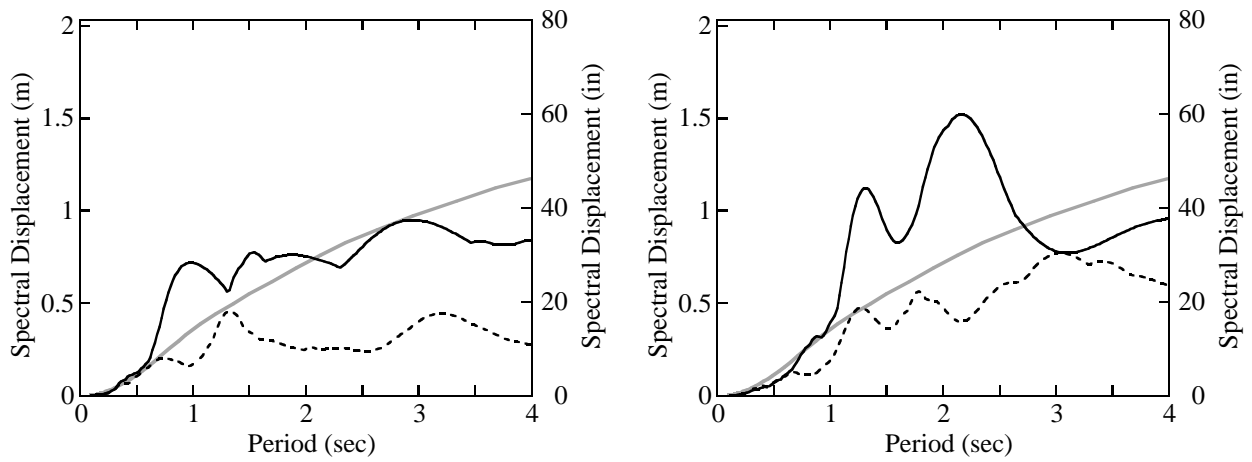 2
1.5
1
0.5
0
Spectral Displacement (m)
80
60
40
20
0
Spectral Displacement (in)
0 1 2 3 4
Period (sec)
2
1.5
1
0.5
0
Spectral Displacement (m)
80
60
40
20
0
Spectral Displacement (in)
0 1 2 3 4
Period (sec)